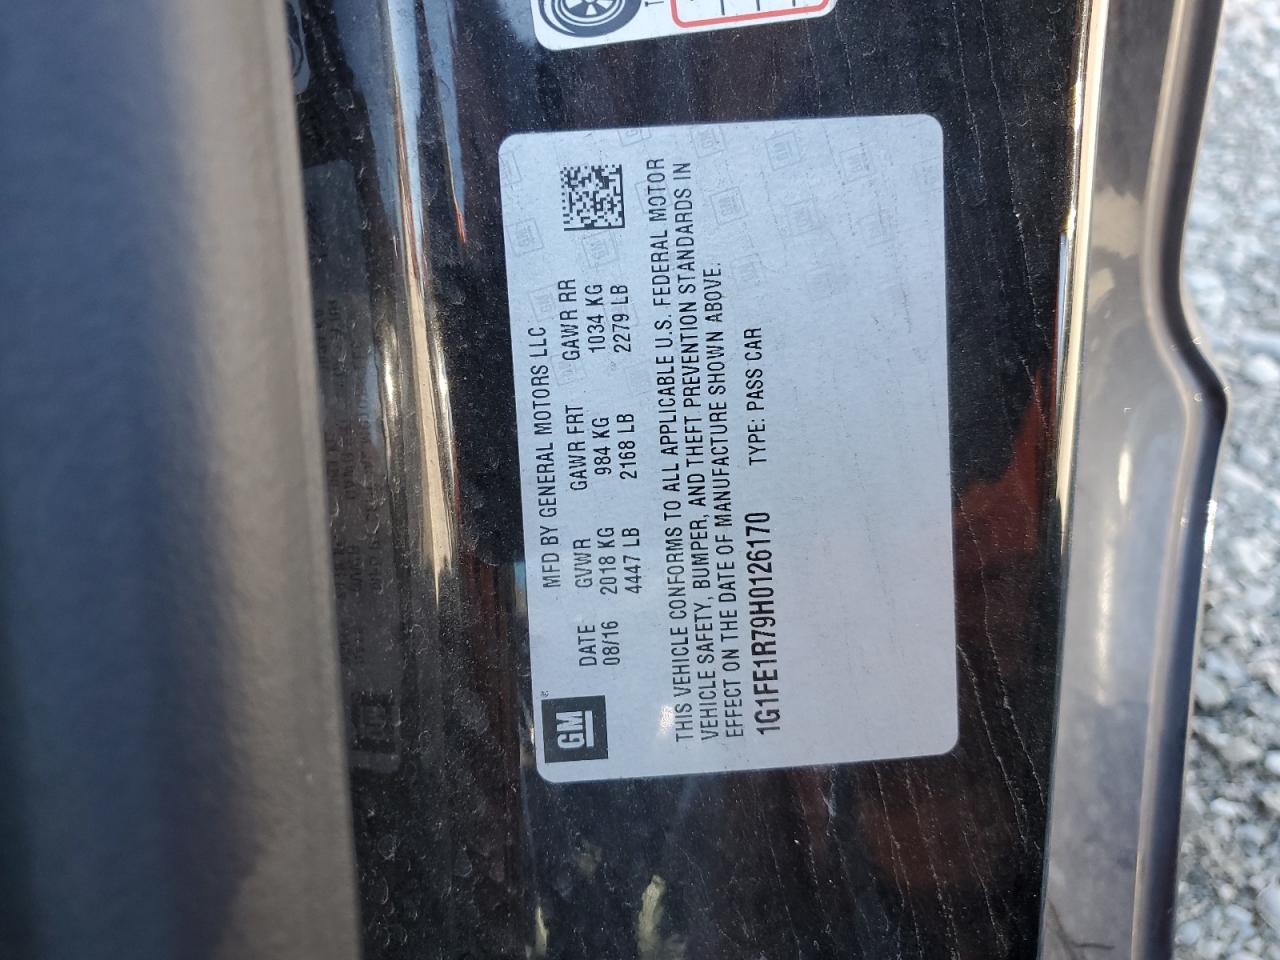 GM
MFD BY GENERAL MOTORS LLC
DATE GVWR GAWR FRT GAWR RR
08/16 2018 KG 984 KG 1034 KG
4447 LB 2168 LB 2279 LB
THIS VEHICLE CONFORMS TO ALL APPLICABLE U.S. FEDERAL MOTOR
VEHICLE SAFETY, BUMPER, AND THEFT PREVENTION STANDARDS IN
EFFECT ON THE DATE OF MANUFACTURE SHOWN ABOVE.
1G1FE1R79H0126170 TYPE: PASS CAR